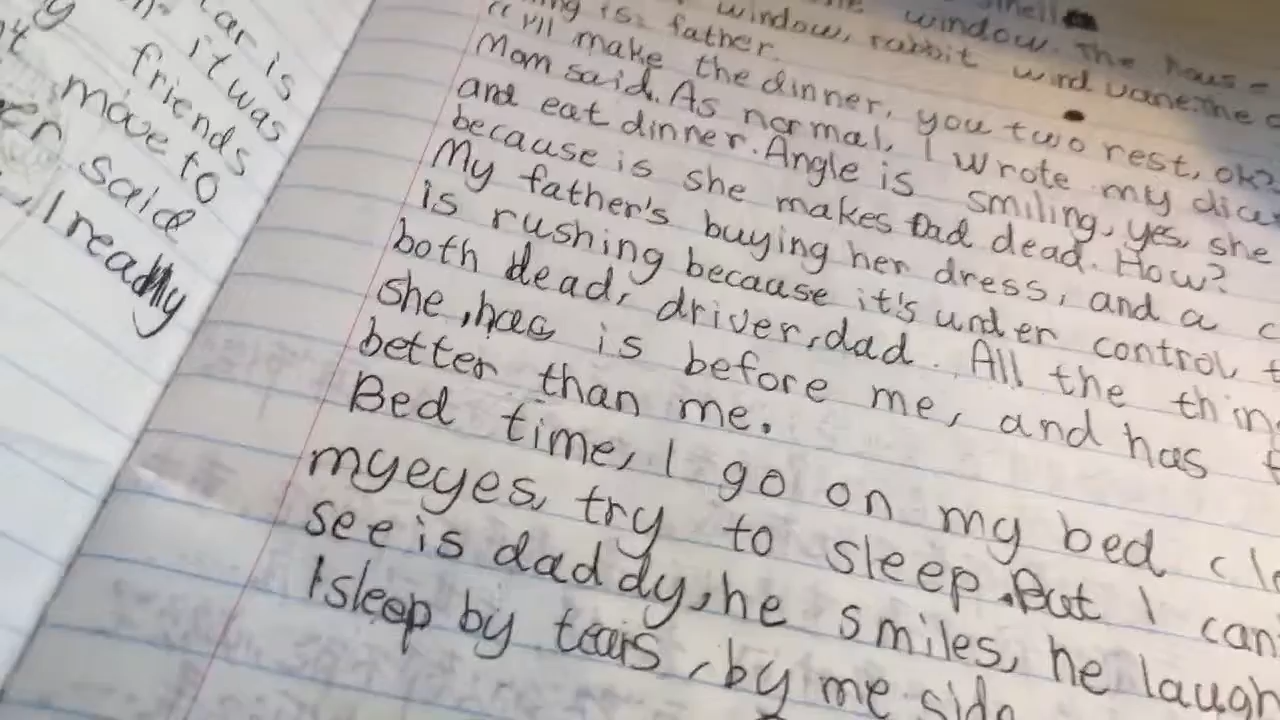 ar is
it was
friends
move to
said
, I readly
window. The hous
window, rabbit wind vane.The
ng is: father.
"I'll make the dinner, you two rest, ok?
Mom said. As normal, I wrote my
and eat dinner. Angle is smiling, yes, she
because is she makes Dad dead. How?
My father's buying her dress, and a c
is rushing because it's under control, t
both dead, driver, dad. All the thin
she, has is before me, and has t
better than me.
Bed time, I go on my bed cl
myeyes, try to sleep. But I can
see is daddy, he smiles, he laugh
I sleep by tears, by me side